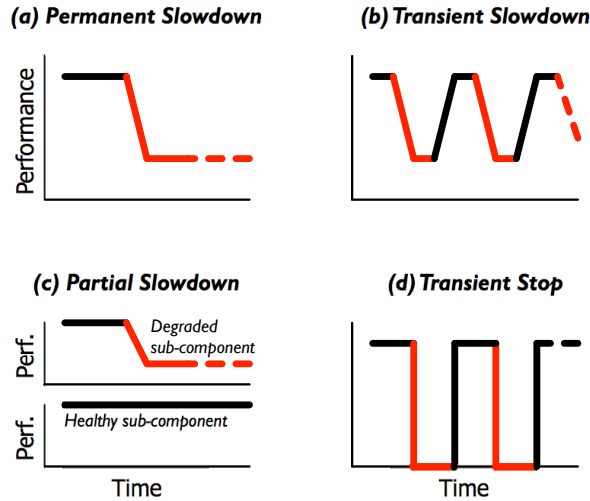 (a) Permanent Slowdown
(b) Transient Slowdown
Performance
(c) Partial Slowdown
(d) Transient Stop
Perf.
Degraded
sub-component
Perf.
Healthy sub-component
Time
Time